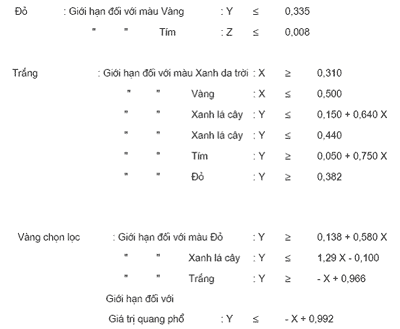 Đỏ : Giới hạn đối với màu Vàng : Y ≤ 0,335
" " Tím : Z ≤ 0,008
Trắng : Giới hạn đối với màu Xanh da trời : X ≥ 0,310
" " Vàng : X ≤ 0,500
" " Xanh lá cây : Y ≤ 0,150 + 0,640 X
" " Xanh lá cây : Y ≤ 0,440
" " Tím : Y ≥ 0,050 + 0,750 X
" " Đỏ : Y ≥ 0,382
Vàng chọn lọc : Giới hạn đối với màu Đỏ : Y ≥ 0,138 + 0,580 X
" " Xanh lá cây : Y ≤ 1,29 X - 0,100
" " Trắng : Y ≥ - X + 0,966
Giới hạn đối với
Giá trị quang phổ : Y ≤ - X + 0,992